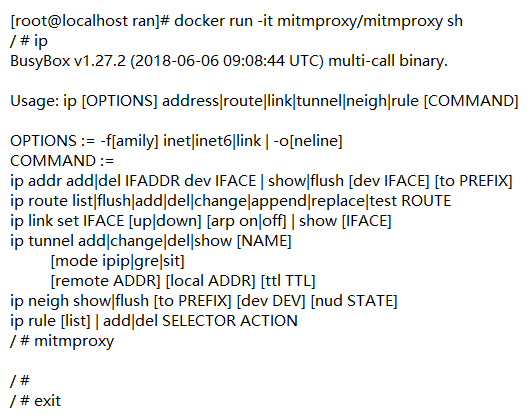 [root@localhost ran]# docker run -it mitmproxy/mitmproxy sh
/ # ip
BusyBox v1.27.2 (2018-06-06 09:08:44 UTC) multi-call binary.
Usage: ip [OPTIONS] address|route|link|tunnel|neigh|rule [COMMAND]
OPTIONS := -f[amily] inet|inet6|link | -o[neline]
COMMAND :=
ip addr add|del IFADDR dev IFACE | show|flush [dev IFACE] [to PREFIX]
ip route list|flush|add|del|change|append|replace|test ROUTE
ip link set IFACE [up|down] [arp on|off] | show [IFACE]
ip tunnel add|change|del|show [NAME]
[mode ipip|gre|sit]
[remote ADDR] [local ADDR] [ttl TTL]
ip neigh show|flush [to PREFIX] [dev DEV] [nud STATE]
ip rule [list] | add|del SELECTOR ACTION
/ # mitmproxy
/ #
/ # exit